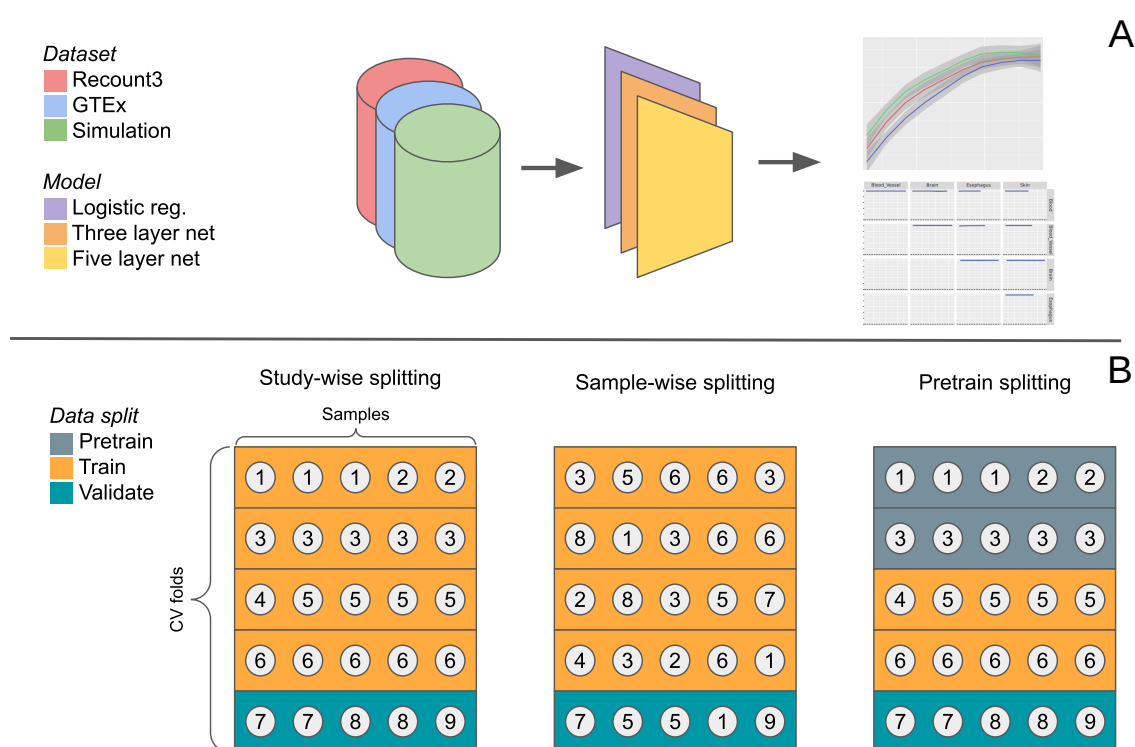 A
Dataset
Recount3
GTEx
Simulation
Model
Logistic reg.
Three layer net
Five layer net
Blood_Vessel Brain Esophagus Skin
Blood
Blood_Vessel
Brain
Esophagus
B
Study-wise splitting Sample-wise splitting Pretrain splitting
Data split
Pretrain
Train
Validate
Samples
CV folds
1 1 1 2 2 3 5 6 6 3 1 1 1 2 2
3 3 3 3 3 8 1 3 6 6 3 3 3 3 3
4 5 5 5 5 2 8 3 5 7 4 5 5 5 5
6 6 6 6 6 4 3 2 6 1 6 6 6 6 6
7 7 8 8 9 7 5 5 1 9 7 7 8 8 9